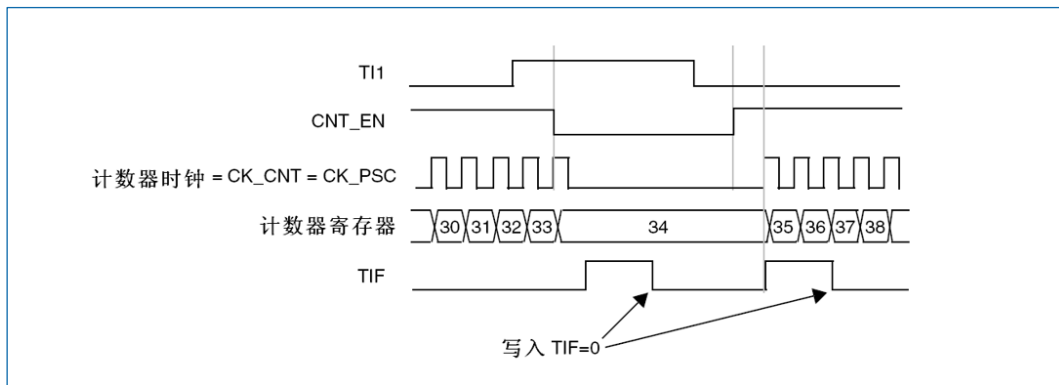 TI1
CNT_EN
计数器时钟 = CK_CNT = CK_PSC
计数器寄存器 30 31 32 33 34 35 36 37 38
TIF
写入 TIF=0